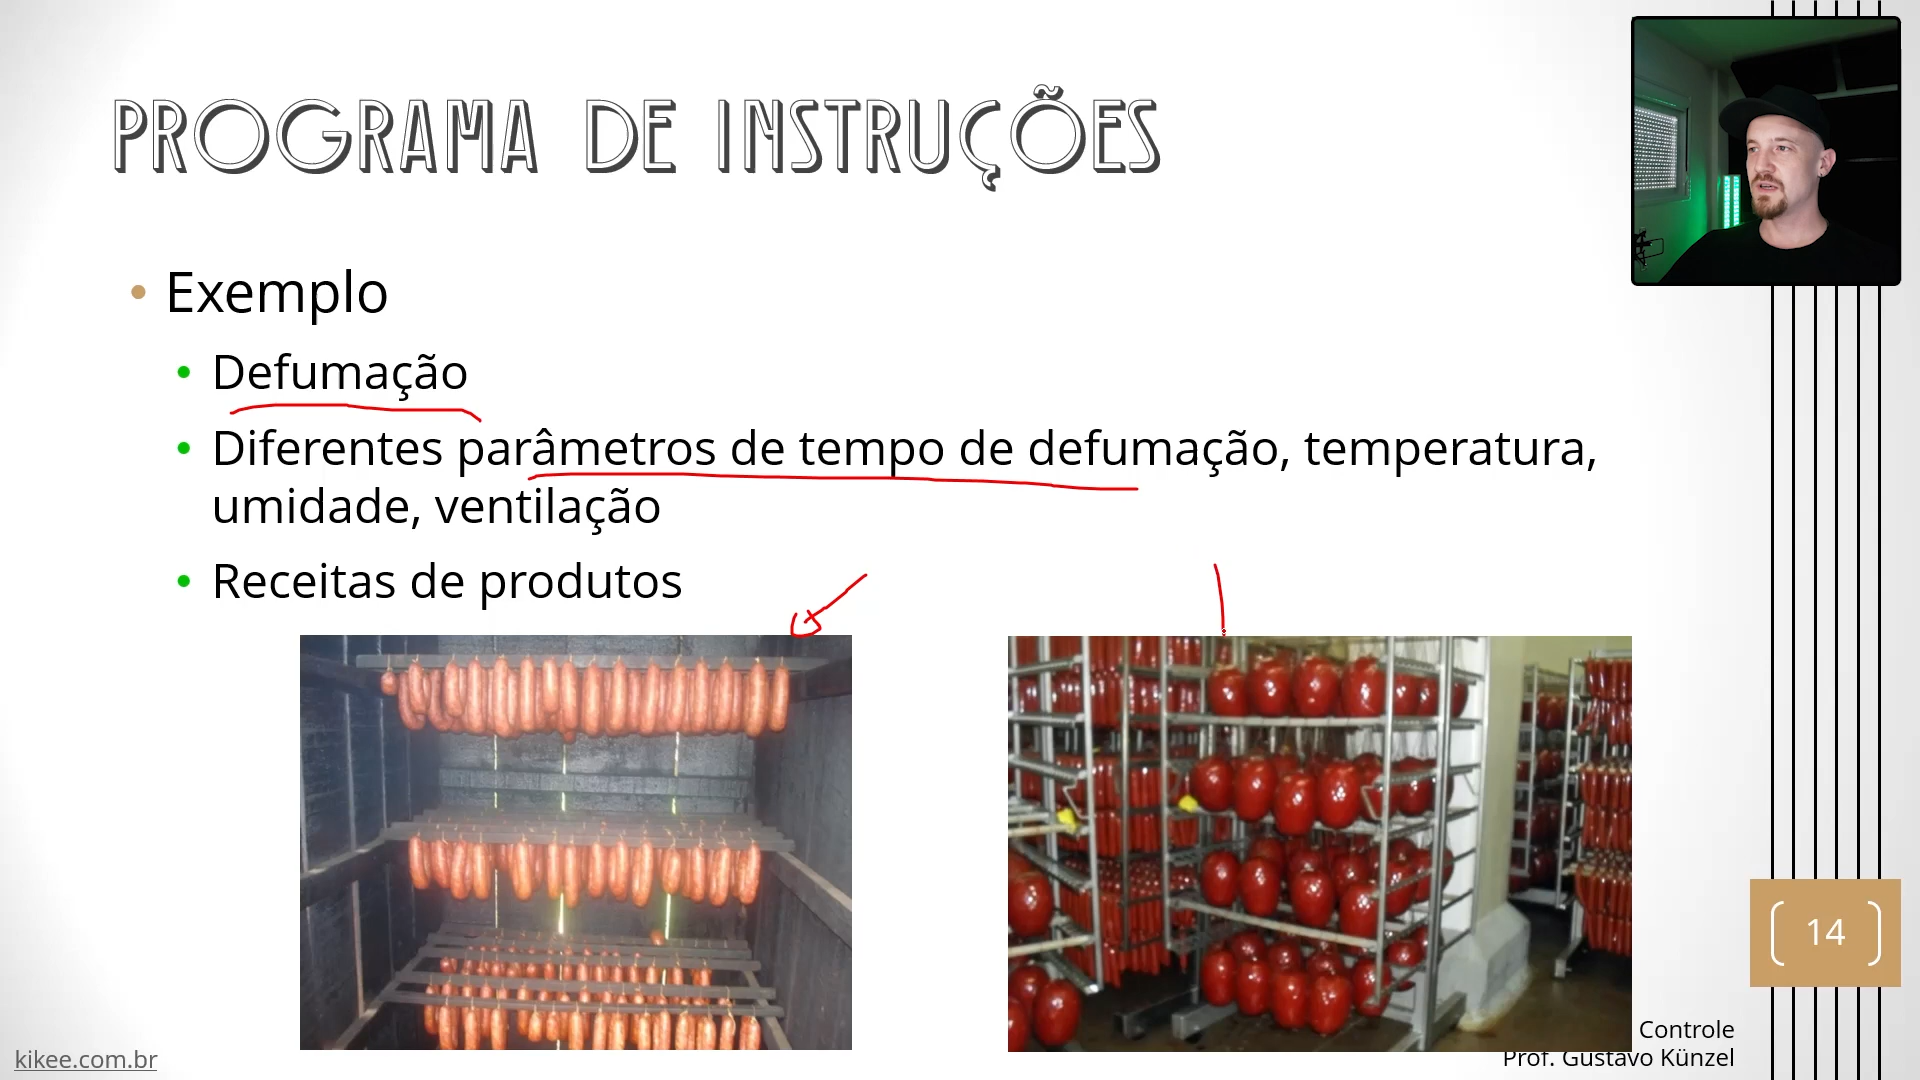 PROGRAMA DE INSTRUÇÕES
Exemplo
Defumação
Diferentes parâmetros de tempo de defumação, temperatura,
umidade, ventilação
Receitas de produtos
14
Controle
Prof. Gustavo Künzel
kikee.com.br